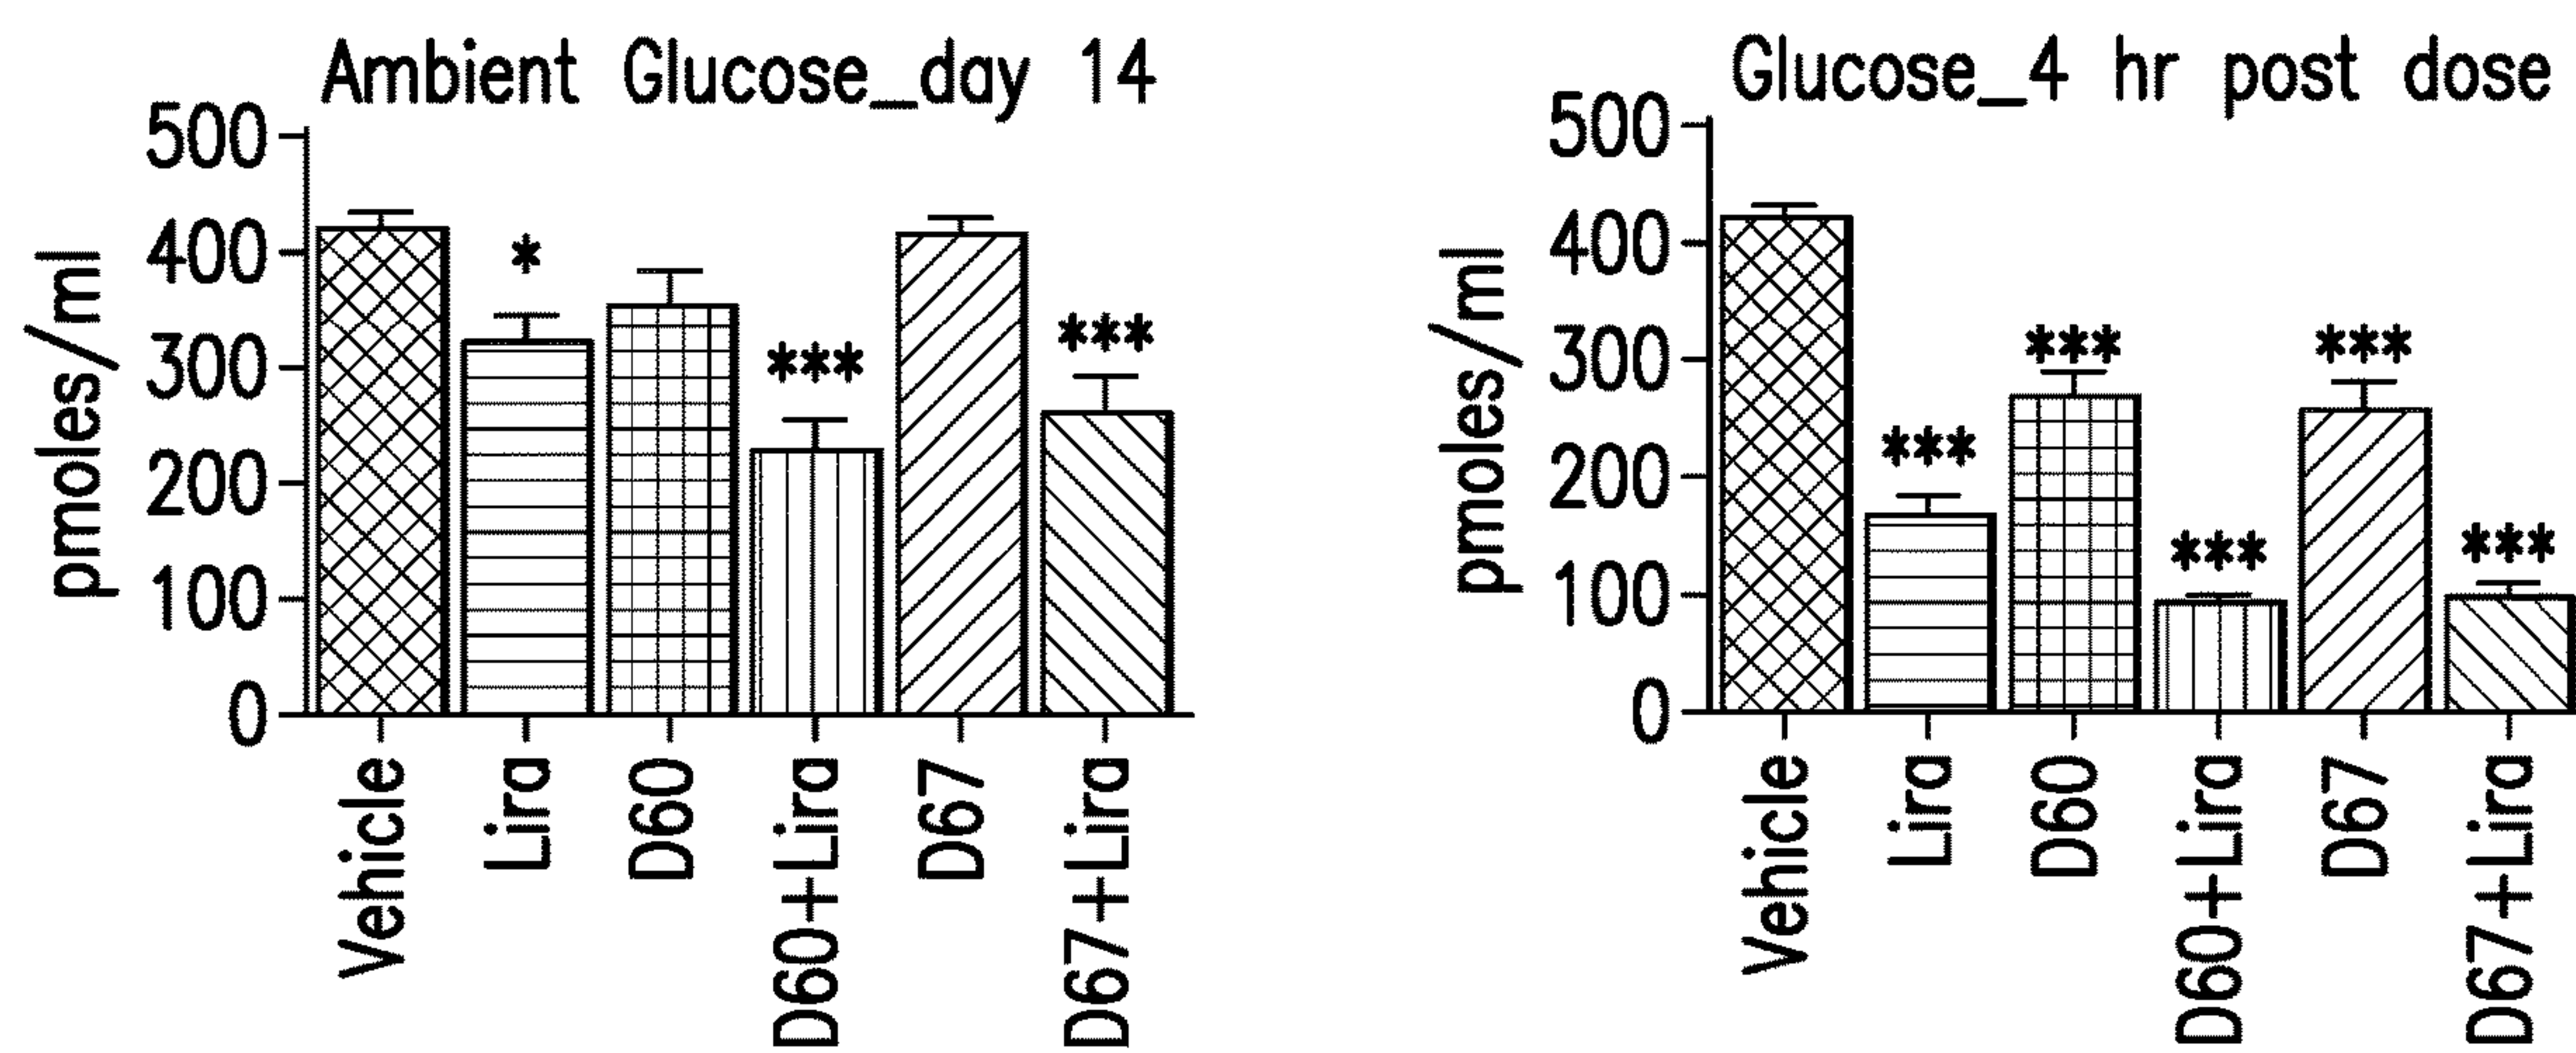 Ambient Glucose_day 14
pmoles/ml
500
400
300
200
100
0
*
***
***
Vehicle
Lira
D60
D60+Lira
D67
D67+Lira
Glucose_4 hr post dose
pmoles/ml
500
400
300
200
100
0
***
***
***
***
***
Vehicle
Lira
D60
D60+Lira
D67
D67+Lira